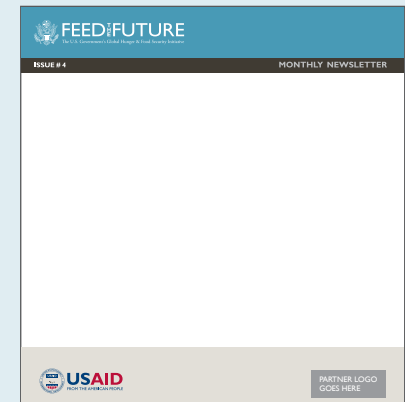 FEED THE FUTURE
The U.S. Government's Global Hunger & Food Security Initiative
ISSUE # 4
MONTHLY NEWSLETTER
USAID
FROM THE AMERICAN PEOPLE
PARTNER LOGO
GOES HERE